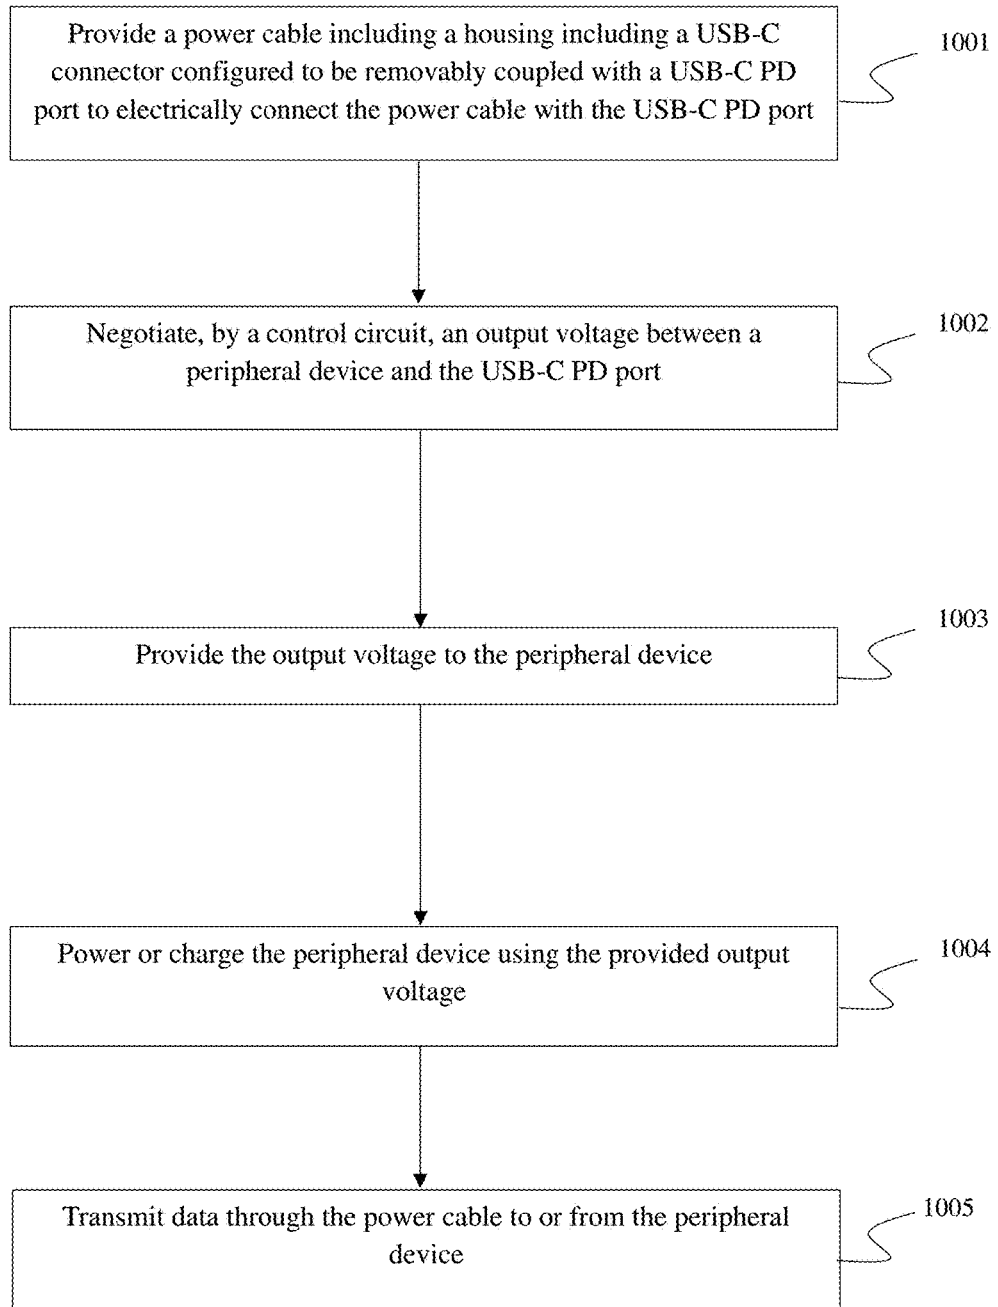 Provide a power cable including a housing including a USB-C
connector configured to be removably coupled with a USB-C PD
port to electrically connect the power cable with the USB-C PD port
1001
Negotiate, by a control circuit, an output voltage between a
peripheral device and the USB-C PD port
1002
Provide the output voltage to the peripheral device
1003
Power or charge the peripheral device using the provided output
voltage
1004
Transmit data through the power cable to or from the peripheral
device
1005